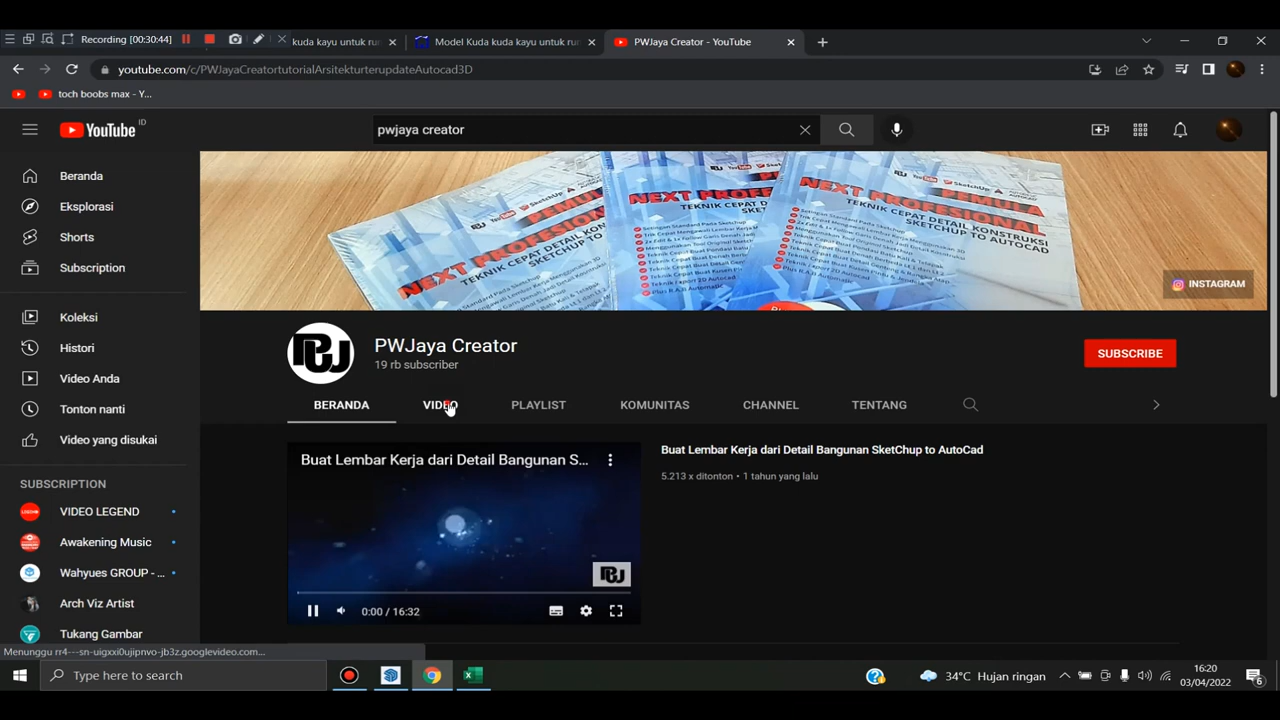 Recording [00:30:44]
kuda kayu untuk rur
Model Kuda kuda kayu untuk rur
PWJaya Creator - YouTube
youtube.com/c/PWJayaCreatortutorialArsitekturterupdateAutocad3D
toch boobs max - Y...
YouTube ID
pwjaya creator
Beranda
Eksplorasi
Shorts
Subscription
Koleksi
Histori
Video Anda
Tonton nanti
Video yang disukai
SUBSCRIPTION
VIDEO LEGEND
Awakening Music
Wahyues GROUP - ...
Arch Viz Artist
Tukang Gambar
PEMULA
NEXT PROFESIONAL
TEKNIK CEPAT DETAIL KONSTRUKSI
SKETCHUP TO AUTOCAD
INSTAGRAM
PWJaya Creator
19 rb subscriber
SUBSCRIBE
BERANDA
VIDEO
PLAYLIST
KOMUNITAS
CHANNEL
TENTANG
Buat Lembar Kerja dari Detail Bangunan S...
0:00 / 16:32
Buat Lembar Kerja dari Detail Bangunan SketChup to AutoCad
5.213 x ditonton • 1 tahun yang lalu
Menunggu rr4---sn-uigxxi0ujipnvo-jb3z.googlevideo.com...
Type here to search
34°C Hujan ringan
16:20
03/04/2022
6